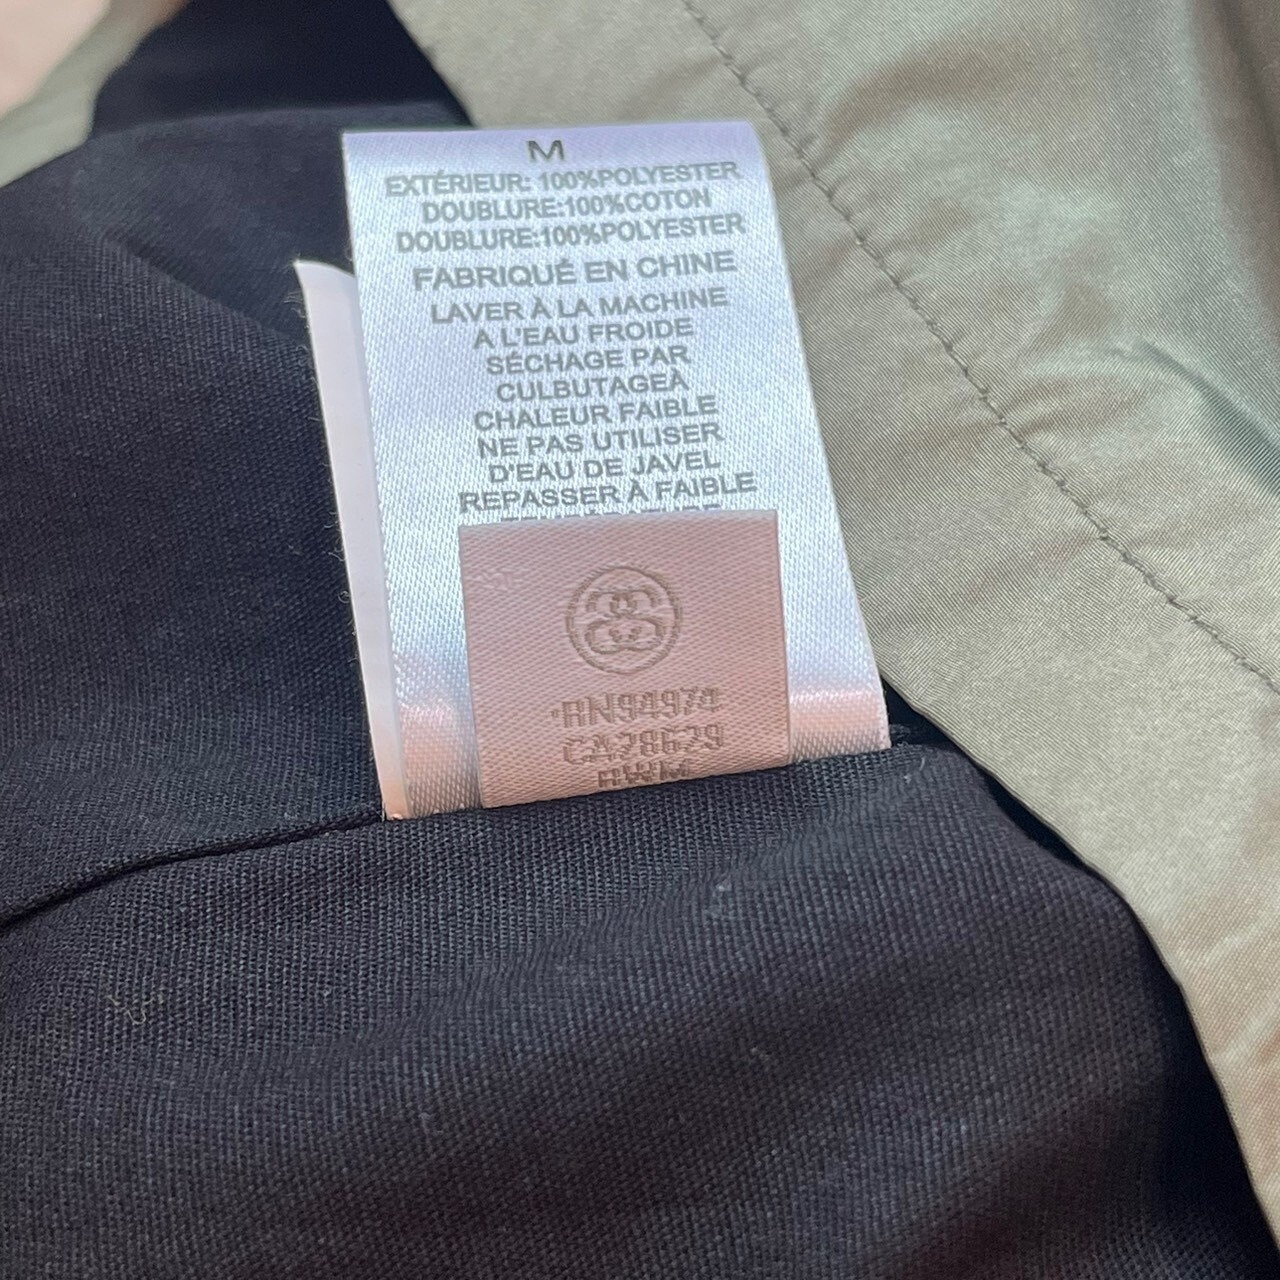 M
EXTÉRIEUR: 100%POLYESTER
DOUBLURE:100%COTON
DOUBLURE:100%POLYESTER
FABRIQUÉ EN CHINE
LAVER À LA MACHINE
A L'EAU FROIDE
SÉCHAGE PAR
CULBUTAGEÀ
CHALEUR FAIBLE
NE PAS UTILISER
D'EAU DE JAVEL
REPASSER À FAIBLE
RN94974
CA28629
RWM